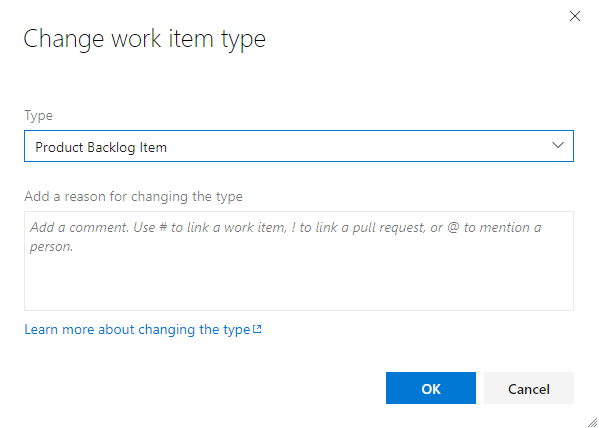 Change work item type
Type
Product Backlog Item
Add a reason for changing the type
Add a comment. Use # to link a work item, ! to link a pull request, or @ to mention a
person.
Learn more about changing the type
OK
Cancel